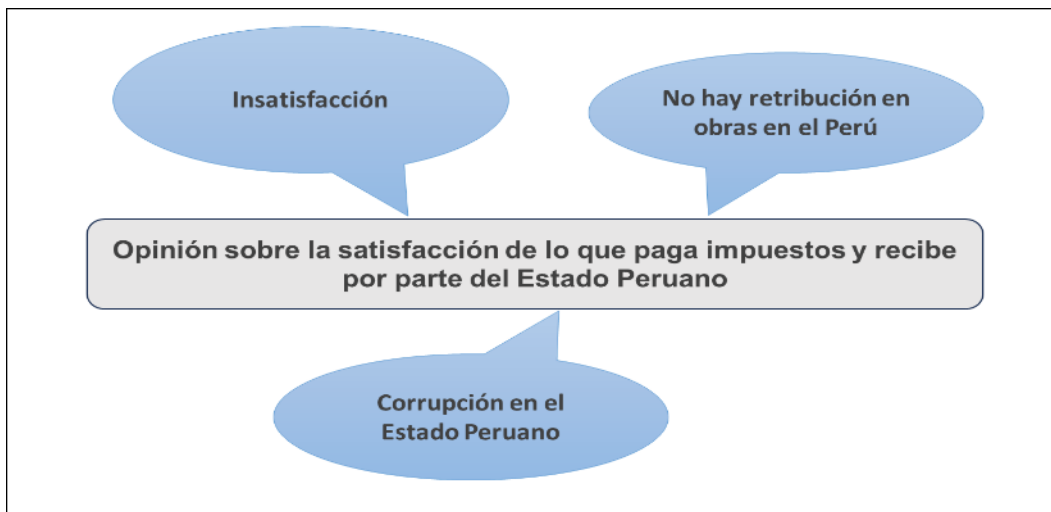 Insatisfacción
No hay retribución en
obras en el Perú
Opinión sobre la satisfacción de lo que paga impuestos y recibe
por parte del Estado Peruano
Corrupción en el
Estado Peruano